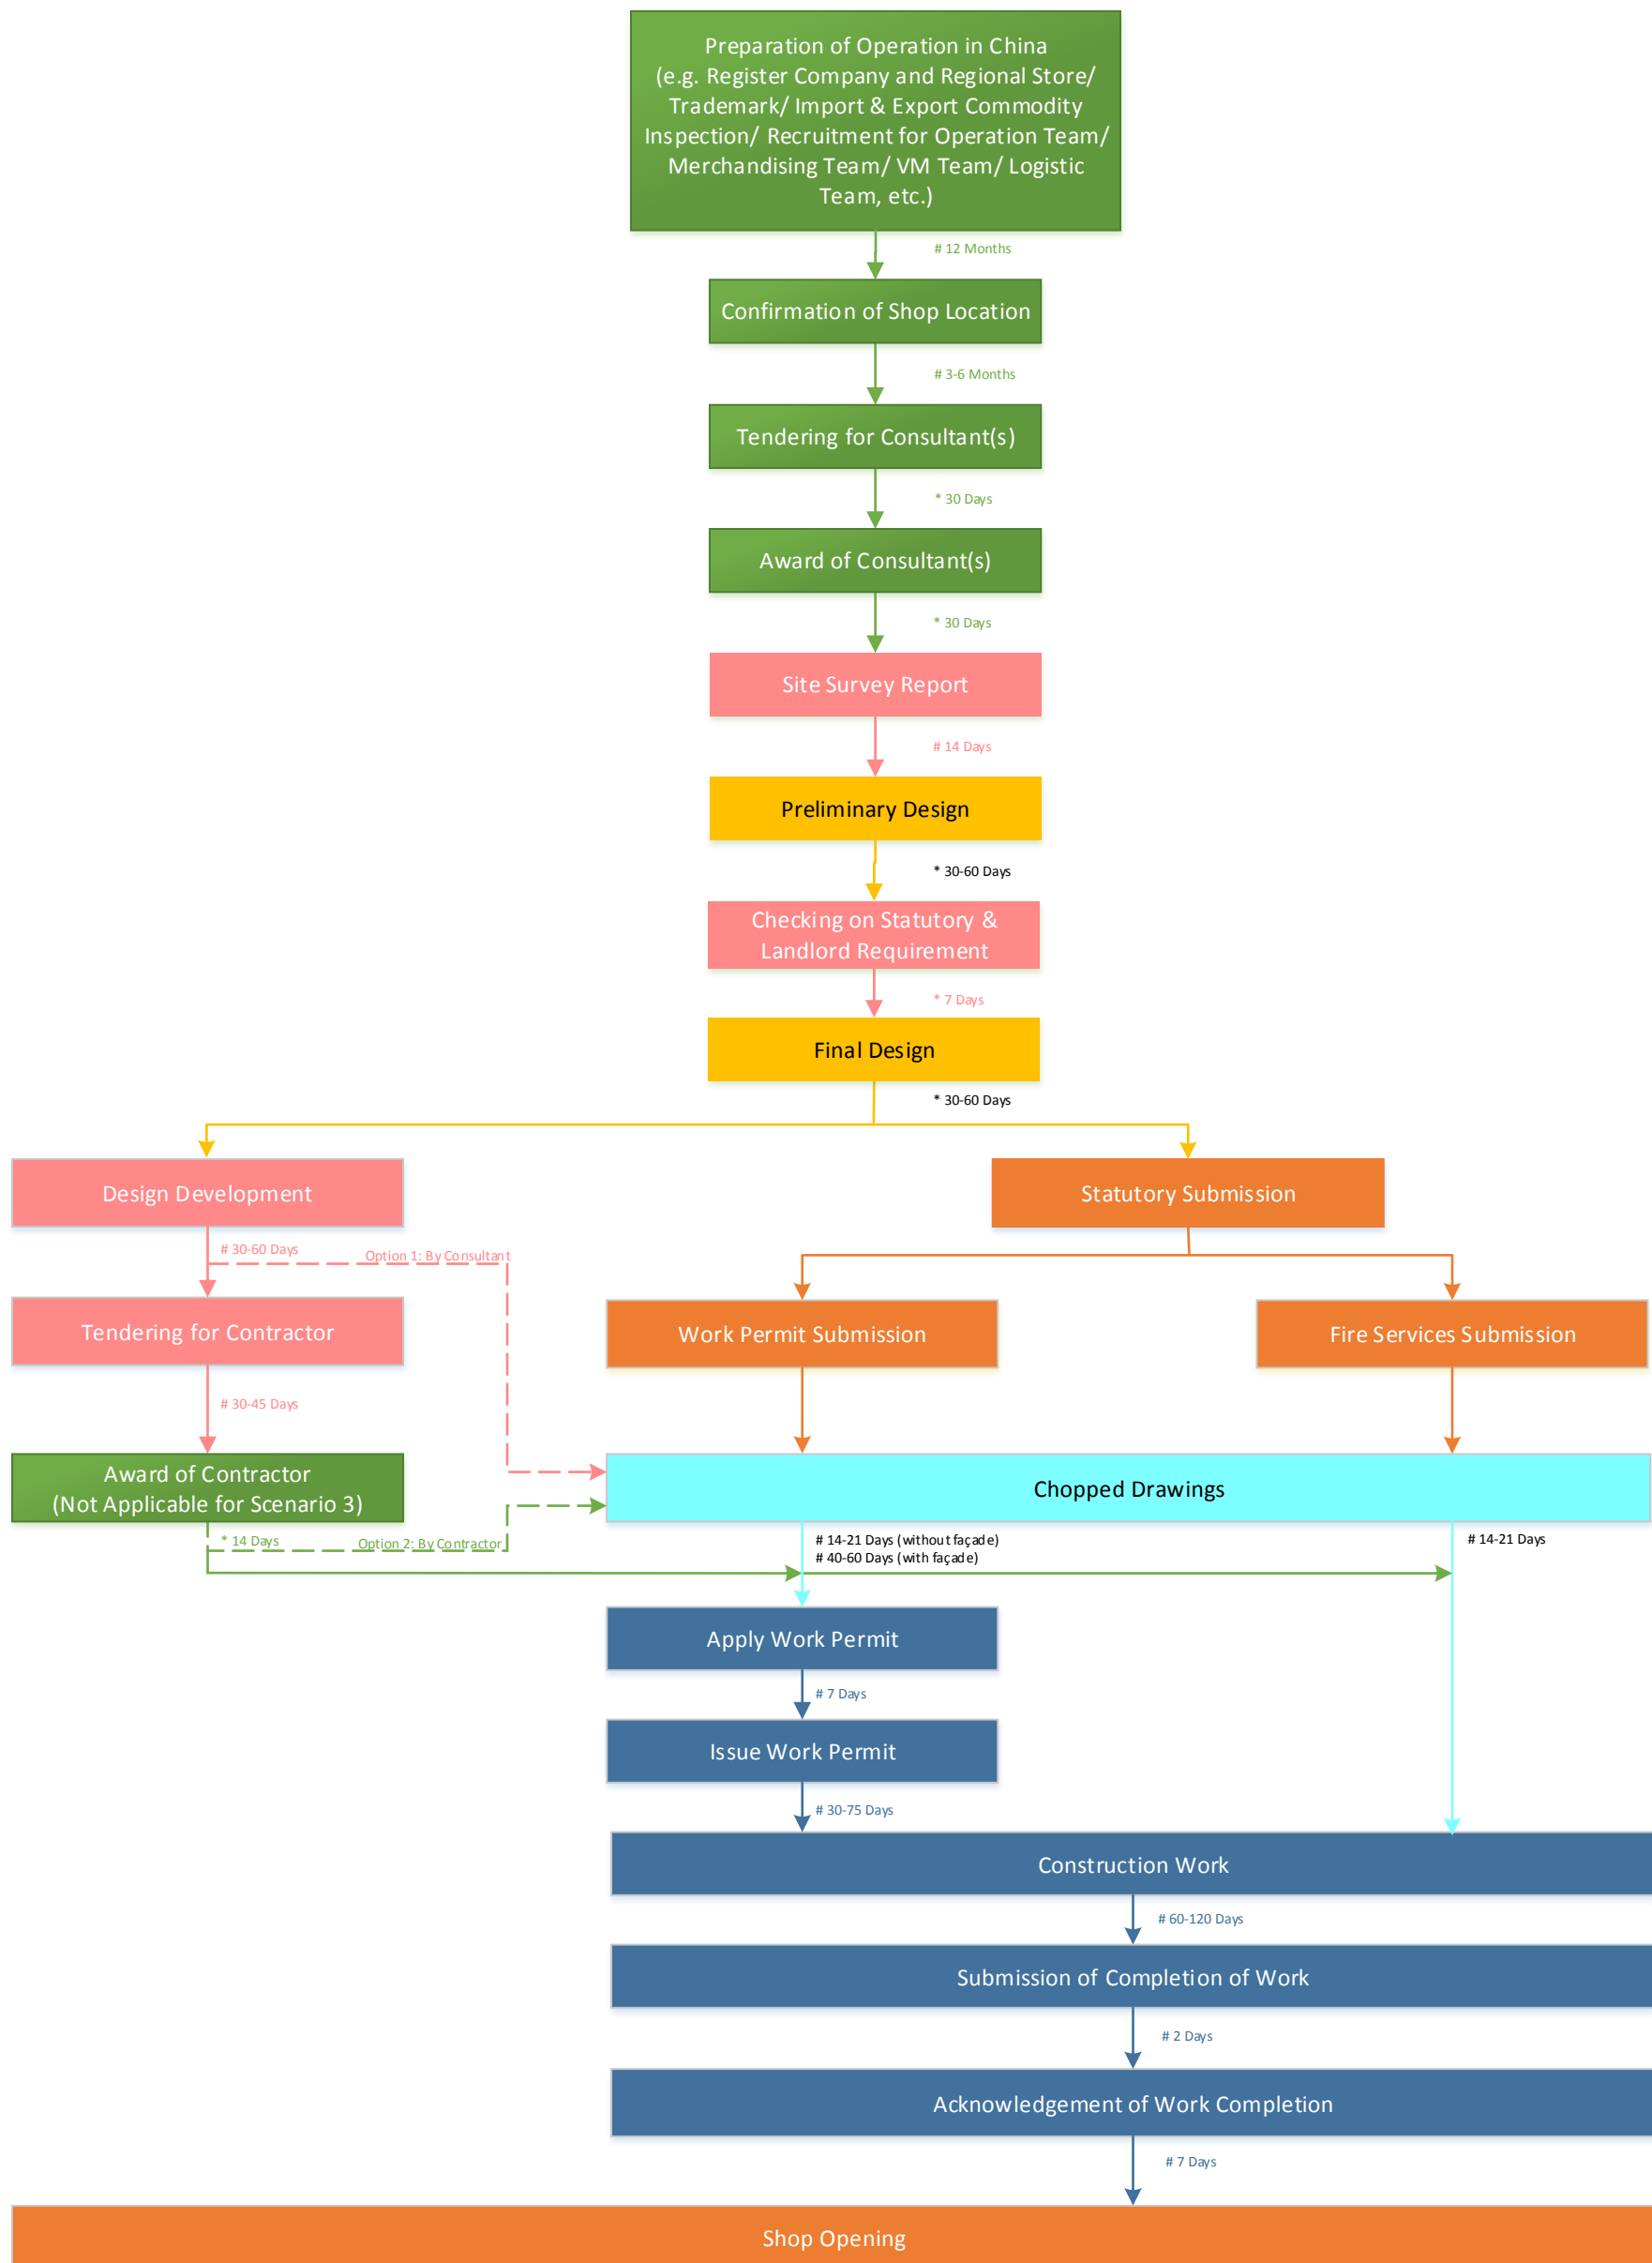 Preparation of Operation in China
(e.g. Register Company and Regional Store/
Trademark/ Import & Export Commodity
Inspection/ Recruitment for Operation Team/
Merchandising Team/ VM Team/ Logistic
Team, etc.)
# 12 Months
Confirmation of Shop Location
# 3-6 Months
Tendering for Consultant(s)
* 30 Days
Award of Consultant(s)
* 30 Days
Site Survey Report
# 14 Days
Preliminary Design
* 30-60 Days
Checking on Statutory &
Landlord Requirement
* 7 Days
Final Design
* 30-60 Days
Design Development
Statutory Submission
# 30-60 Days
Option 1: By Consultant
Tendering for Contractor
Work Permit Submission
Fire Services Submission
# 30-45 Days
Award of Contractor
(Not Applicable for Scenario 3)
Chopped Drawings
* 14 Days
Option 2: By Contractor
# 14-21 Days (without façade)
# 40-60 Days (with façade)
# 14-21 Days
Apply Work Permit
# 7 Days
Issue Work Permit
# 30-75 Days
Construction Work
# 60-120 Days
Submission of Completion of Work
# 2 Days
Acknowledgement of Work Completion
# 7 Days
Shop Opening